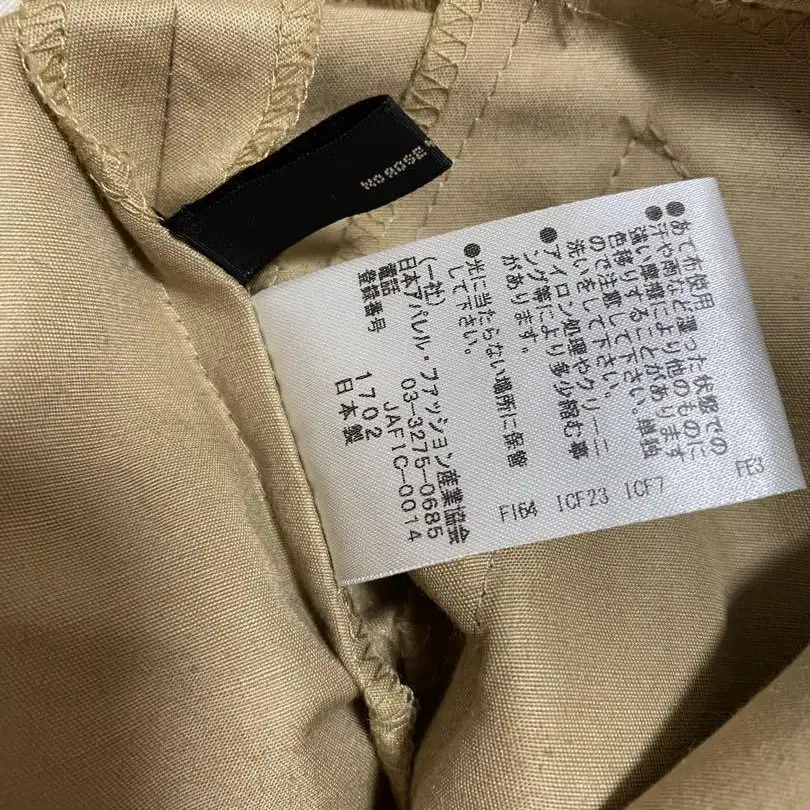 ●あて布使用
●汗や雨など湿った状態での
強い摩擦により他のものに
色移りすることがあります
ので注意して下さい。単独
洗いをして下さい。
●アイロン処理やクリーニ
ング等により多少縮む事
があります。
●光に当たらない場所に保管
して下さい。
(一社)
日本アパレル・ファッション産業協会
電話 03-3275-0685
登録番号 JAFIC-0014
1702
日本製
FI64 ICF23 ICF7 FE3